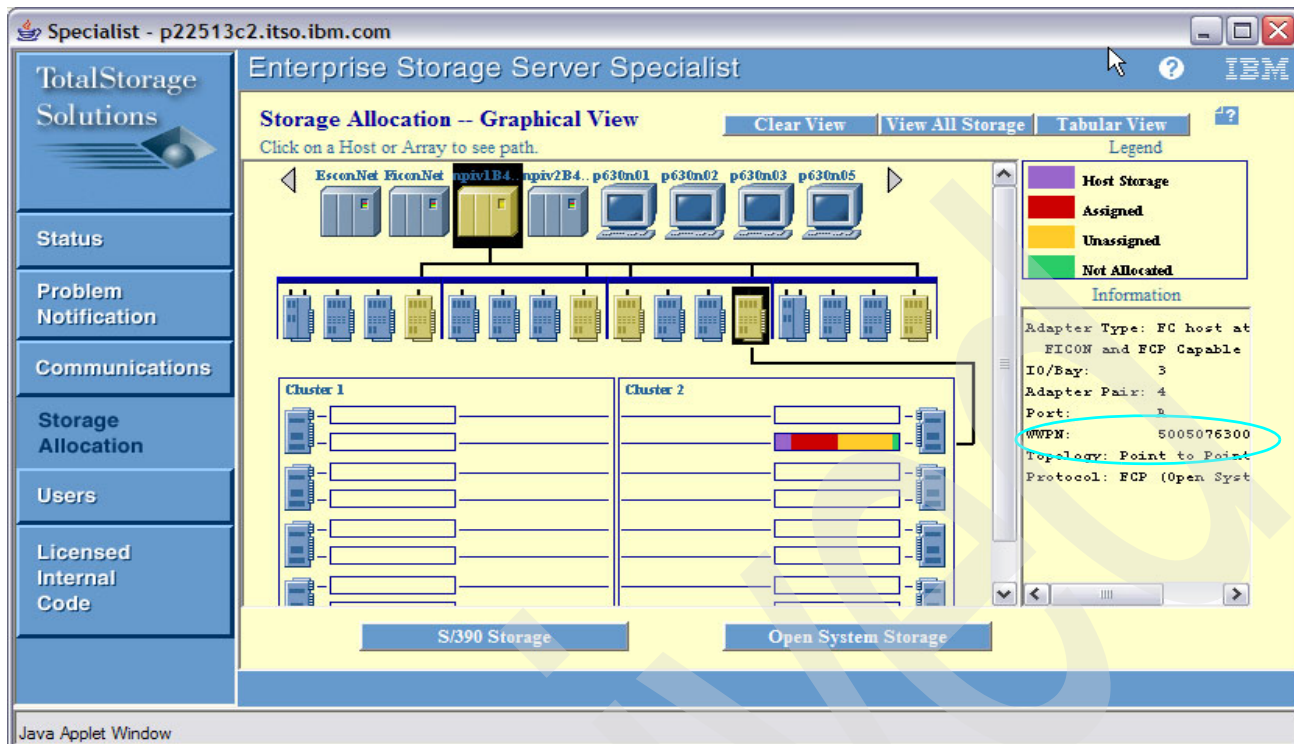 Specialist - p22513c2.itso.ibm.com
TotalStorage
Solutions
Enterprise Storage Server Specialist
? IBM
Storage Allocation -- Graphical View
Clear View View All Storage Tabular View
?
Click on a Host or Array to see path.
Legend
EsconNet FiconNet npiv1B4.. npiv2B4.. p630n01 p630n02 p630n03 p630n05
Host Storage
Assigned
Unassigned
Not Allocated
Status
Problem
Notification
Communications
Storage
Allocation
Users
Licensed
Internal
Code
Cluster 1 Cluster 2
Information
Adapter Type: FC host at
FICON and FCP Capable
IO/Bay: 3
Adapter Pair: 4
Port:
WWPN: 5005076300
Topology: Point to Point
Protocol: FCP (Open Syst
S/390 Storage Open System Storage
Java Applet Window